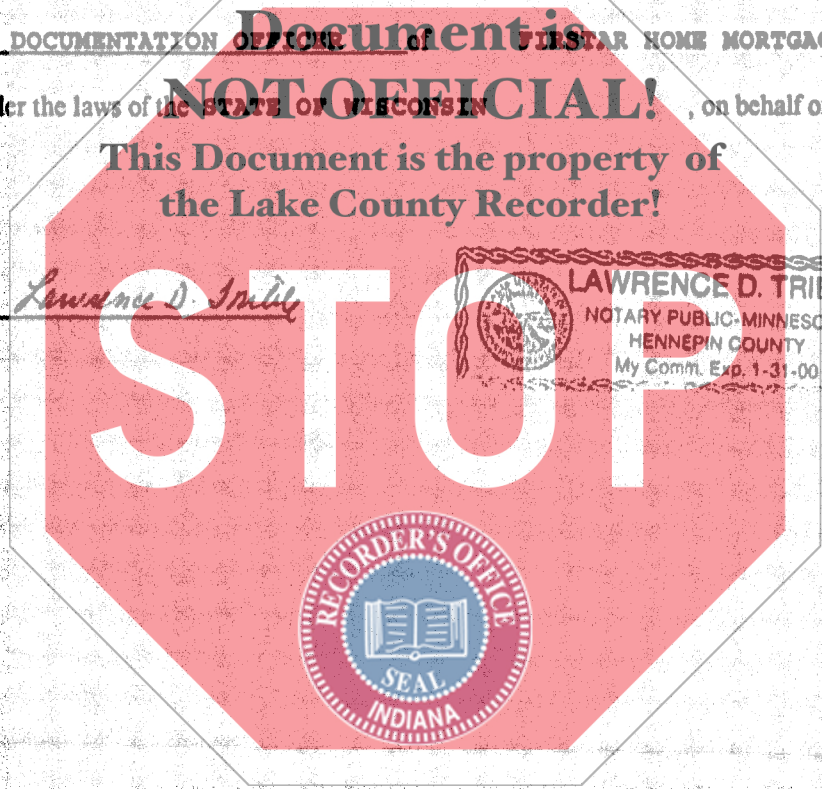 Document is
DOCUMENTATION OFFICER of FIRSTAR HOME MORTGAG
NOT OFFICIAL!
ler the laws of the STATE OF WISCONSIN , on behalf o
This Document is the property of
the Lake County Recorder!
Lawrence D. Trible
LAWRENCE D. TRIB
NOTARY PUBLIC-MINNESO
HENNEPIN COUNTY
My Comm. Exp. 1-31-00
STOP
RECORDER'S OFFICE
SEAL
INDIANA